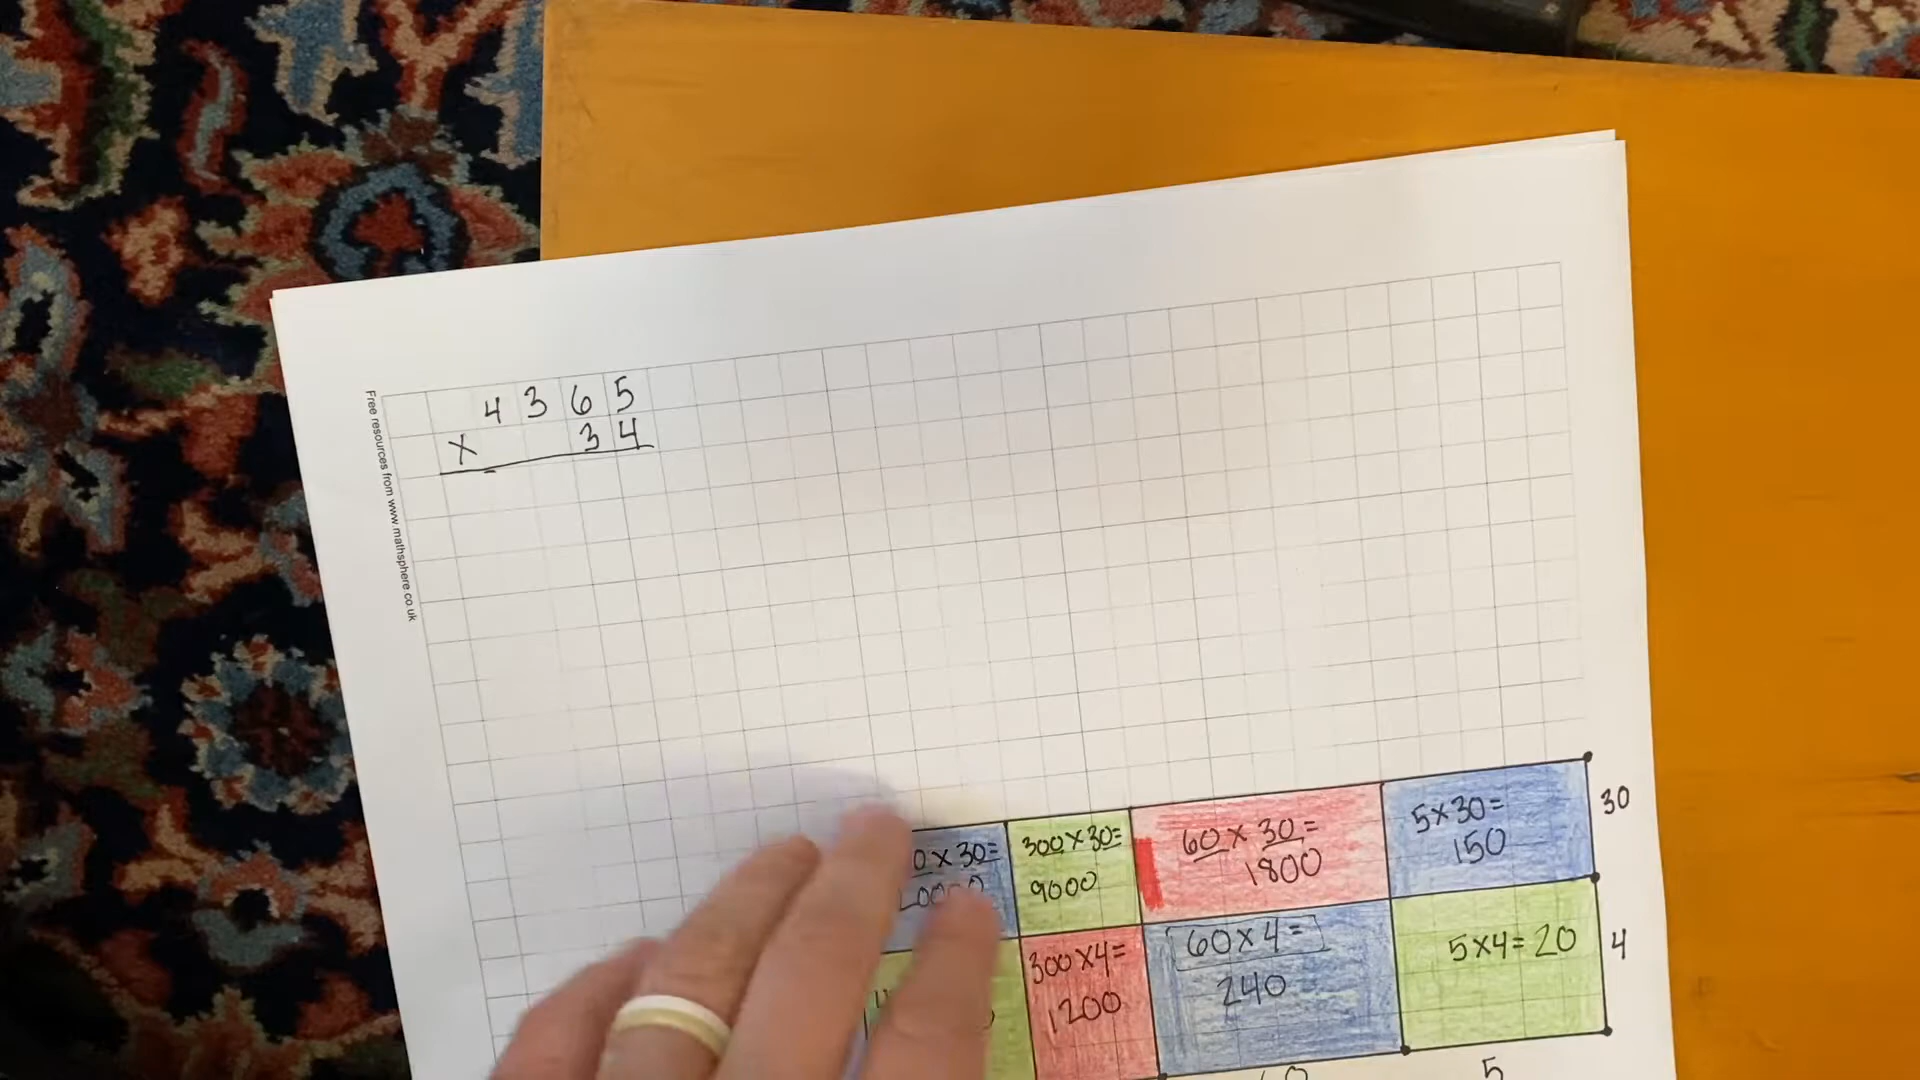 4 3 6 5
x 3 4
Free resources from www.mathsphere.co.uk
300 x 30 =
9000
60 x 30 =
1800
5 x 30 =
150
30
0 x 30 =
300 x 4 =
1200
60 x 4 =
240
5 x 4 = 20
4
5